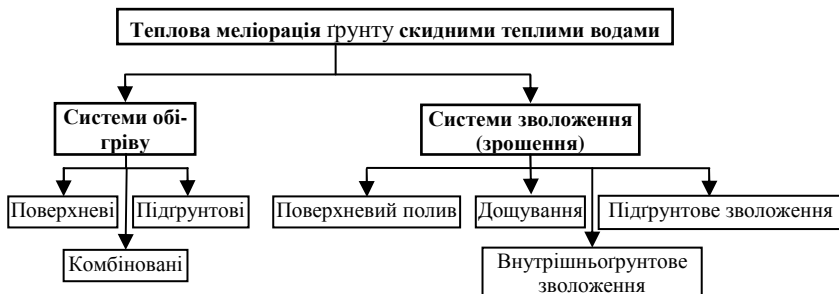 Теплова меліорація ґрунту скидними теплими водами
Системи обі-
гріву
Системи зволоження
(зрошення)
Поверхневі
Підґрунтові
Поверхневий полив
Дощування
Підґрунтове зволоження
Комбіновані
Внутрішньоґрунтове
зволоження